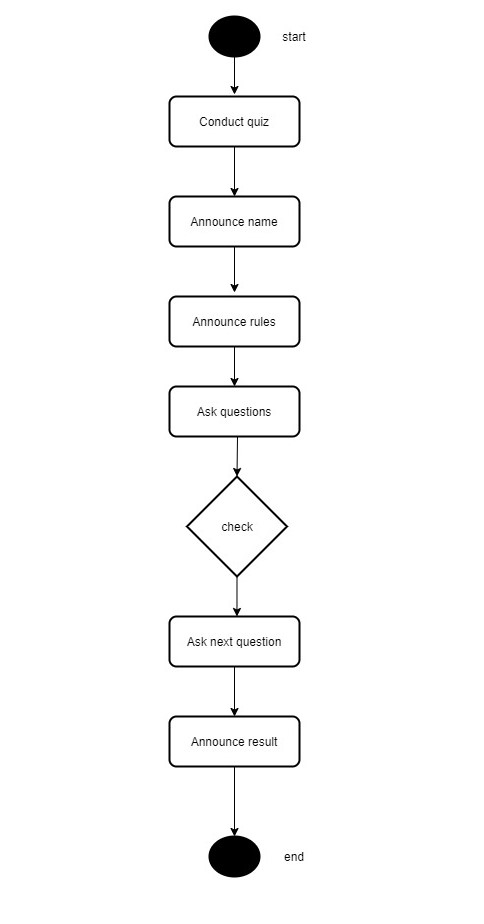 start
Conduct quiz
Announce name
Announce rules
Ask questions
check
Ask next question
Announce result
end